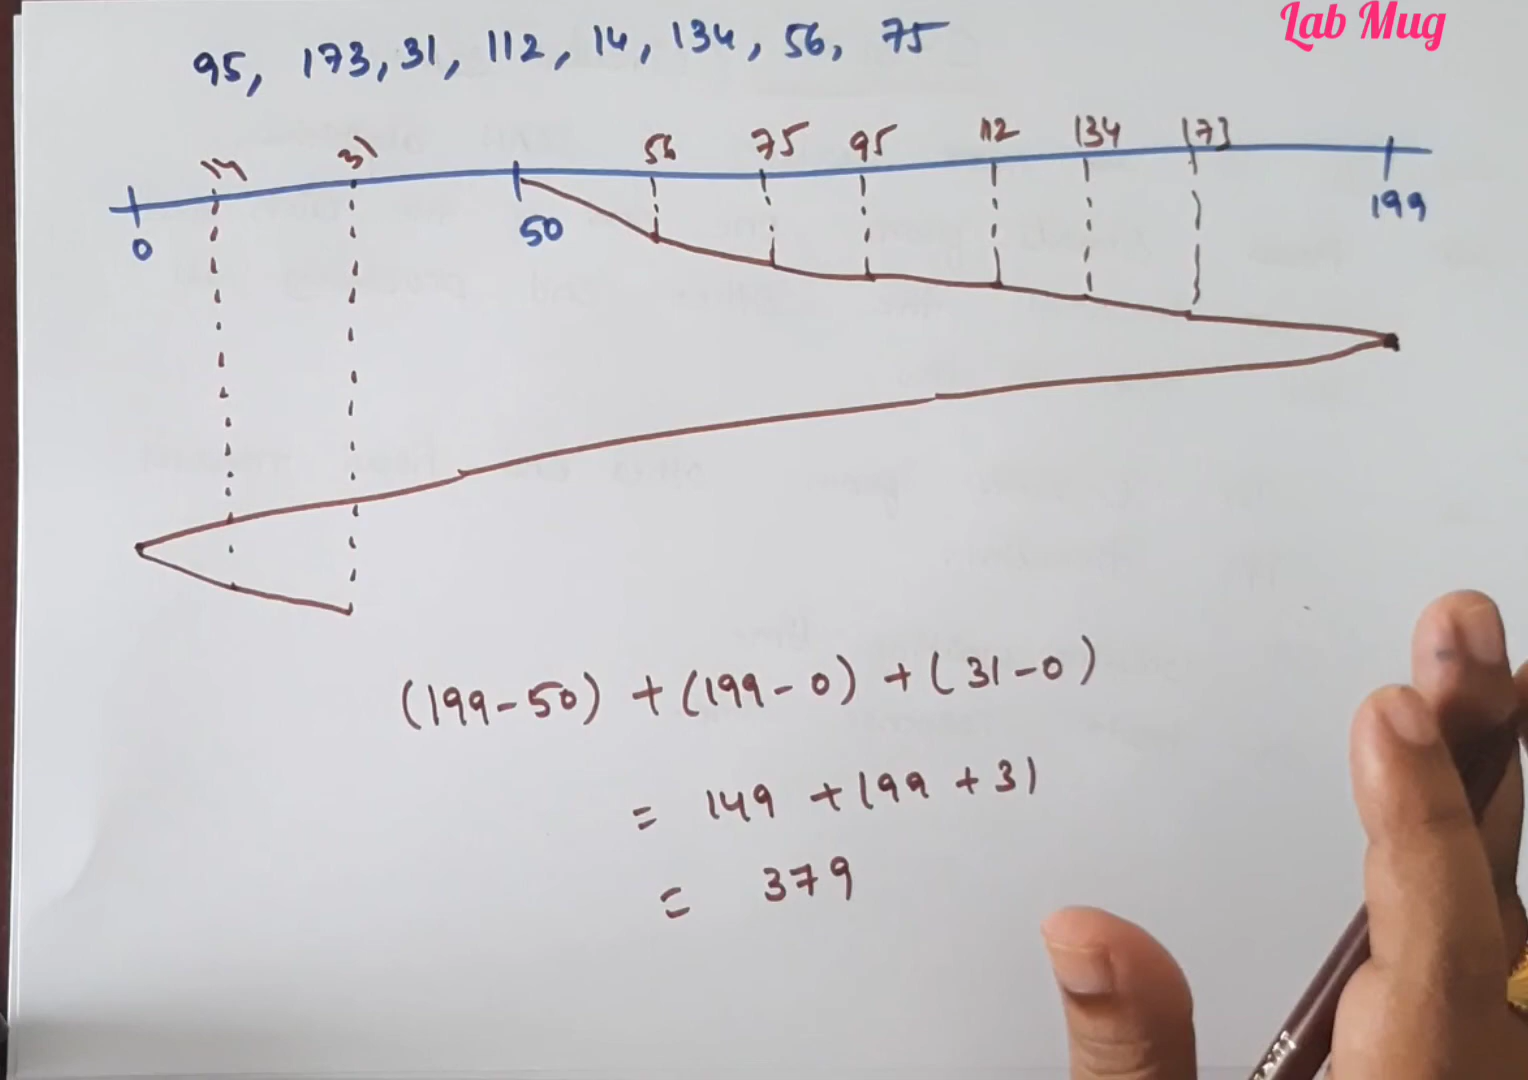 Lab Mug
95, 173, 31, 112, 14, 134, 56, 75
14 31 56 75 95 112 134 173
0 50 199
(199-50) + (199-0) + (31-0)
= 149 + 199 + 31
= 379